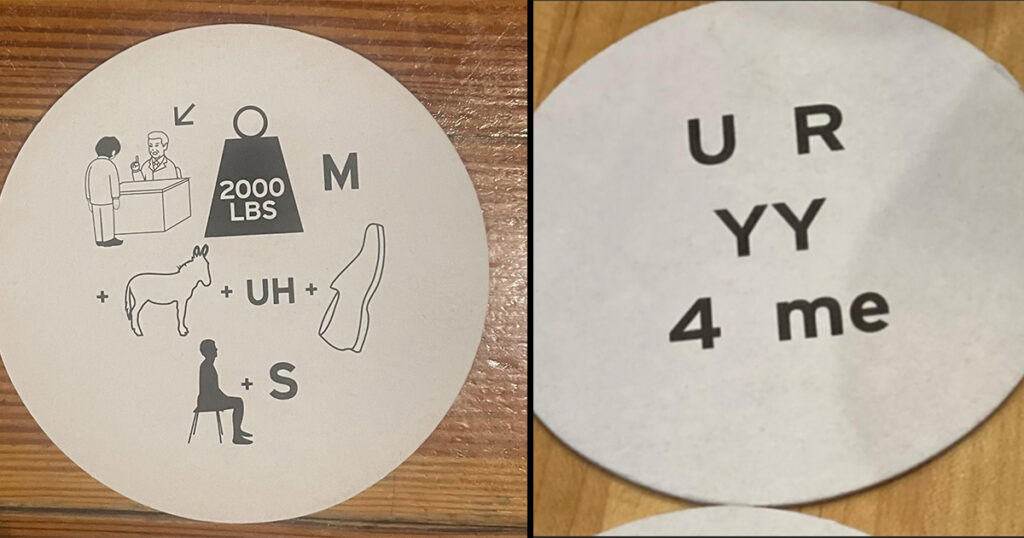 2000
LBS
M
+ + UH +
+ S
U R
YY
4 me